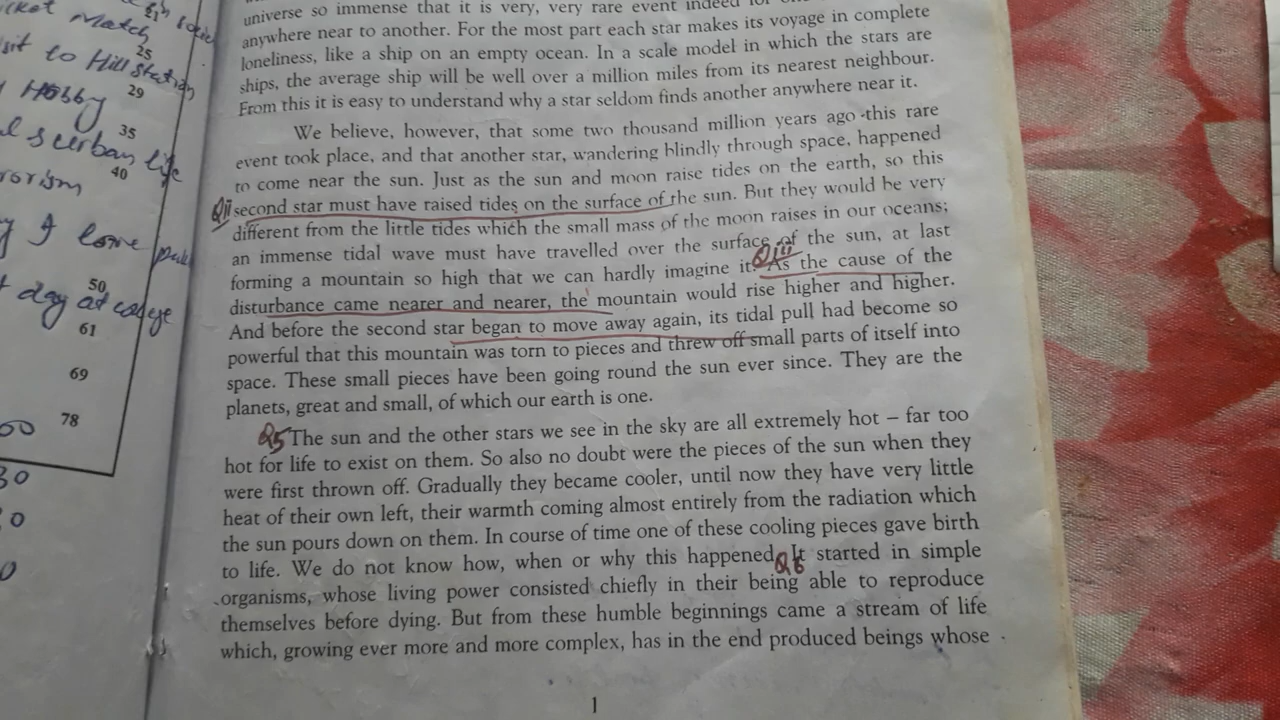 cket Match
25
sit to Hill Station
Hobby 29
35
life
40
rorism
I love
50
day at
61
69
78
00
30
0
0
universe so immense that it is very, very rare event indeed for
anywhere near to another. For the most part each star makes its voyage in complete
loneliness, like a ship on an empty ocean. In a scale model in which the stars are
ships, the average ship will be well over a million miles from its nearest neighbour.
From this it is easy to understand why a star seldom finds another anywhere near it.
We believe, however, that some two thousand million years ago -this rare
event took place, and that another star, wandering blindly through space, happened
to come near the sun. Just as the sun and moon raise tides on the earth, so this
QII second star must have raised tides on the surface of the sun. But they would be very
different from the little tides which the small mass of the moon raises in our oceans;
an immense tidal wave must have travelled over the surface of the sun, at last
forming a mountain so high that we can hardly imagine it. QIII As the cause of the
disturbance came nearer and nearer, the mountain would rise higher and higher.
And before the second star began to move away again, its tidal pull had become so
powerful that this mountain was torn to pieces and threw off small parts of itself into
space. These small pieces have been going round the sun ever since. They are the
planets, great and small, of which our earth is one.
Q5 The sun and the other stars we see in the sky are all extremely hot – far too
hot for life to exist on them. So also no doubt were the pieces of the sun when they
were first thrown off. Gradually they became cooler, until now they have very little
heat of their own left, their warmth coming almost entirely from the radiation which
the sun pours down on them. In course of time one of these cooling pieces gave birth
to life. We do not know how, when or why this happened. Q6 It started in simple
organisms, whose living power consisted chiefly in their being able to reproduce
themselves before dying. But from these humble beginnings came a stream of life
which, growing ever more and more complex, has in the end produced beings whose
1